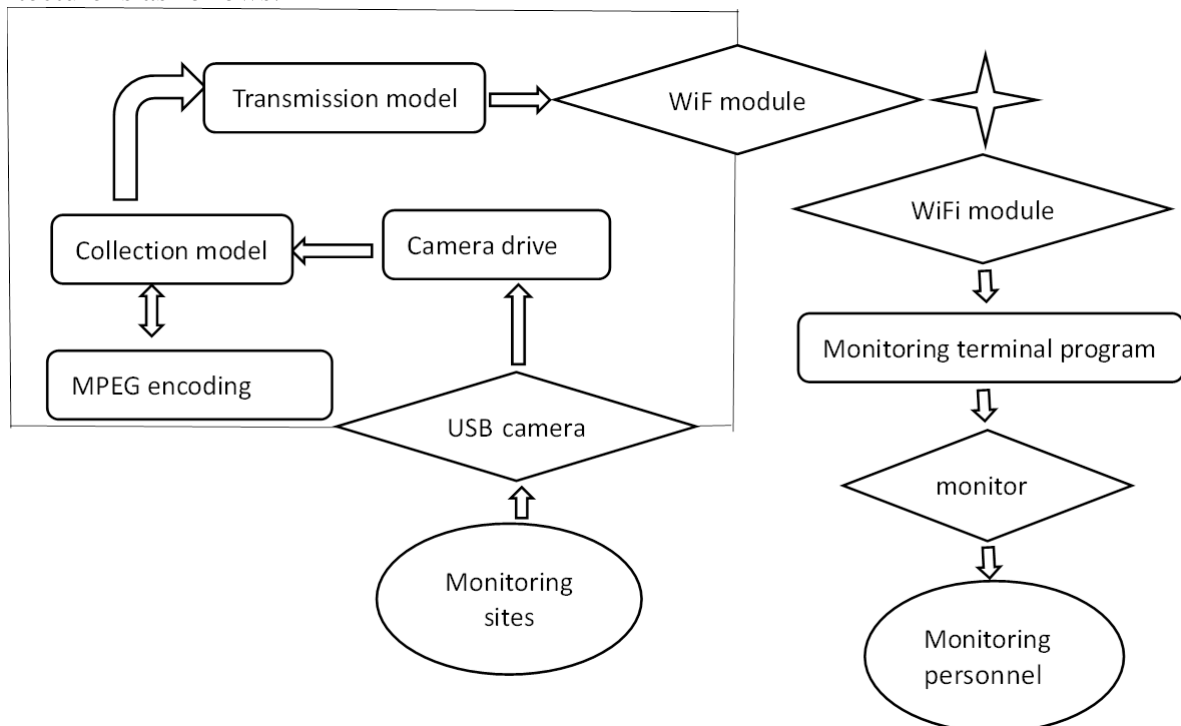 Transmission model
WiF module
WiFi module
Collection model
Camera drive
Monitoring terminal program
MPEG encoding
USB camera
monitor
Monitoring
sites
Monitoring
personnel